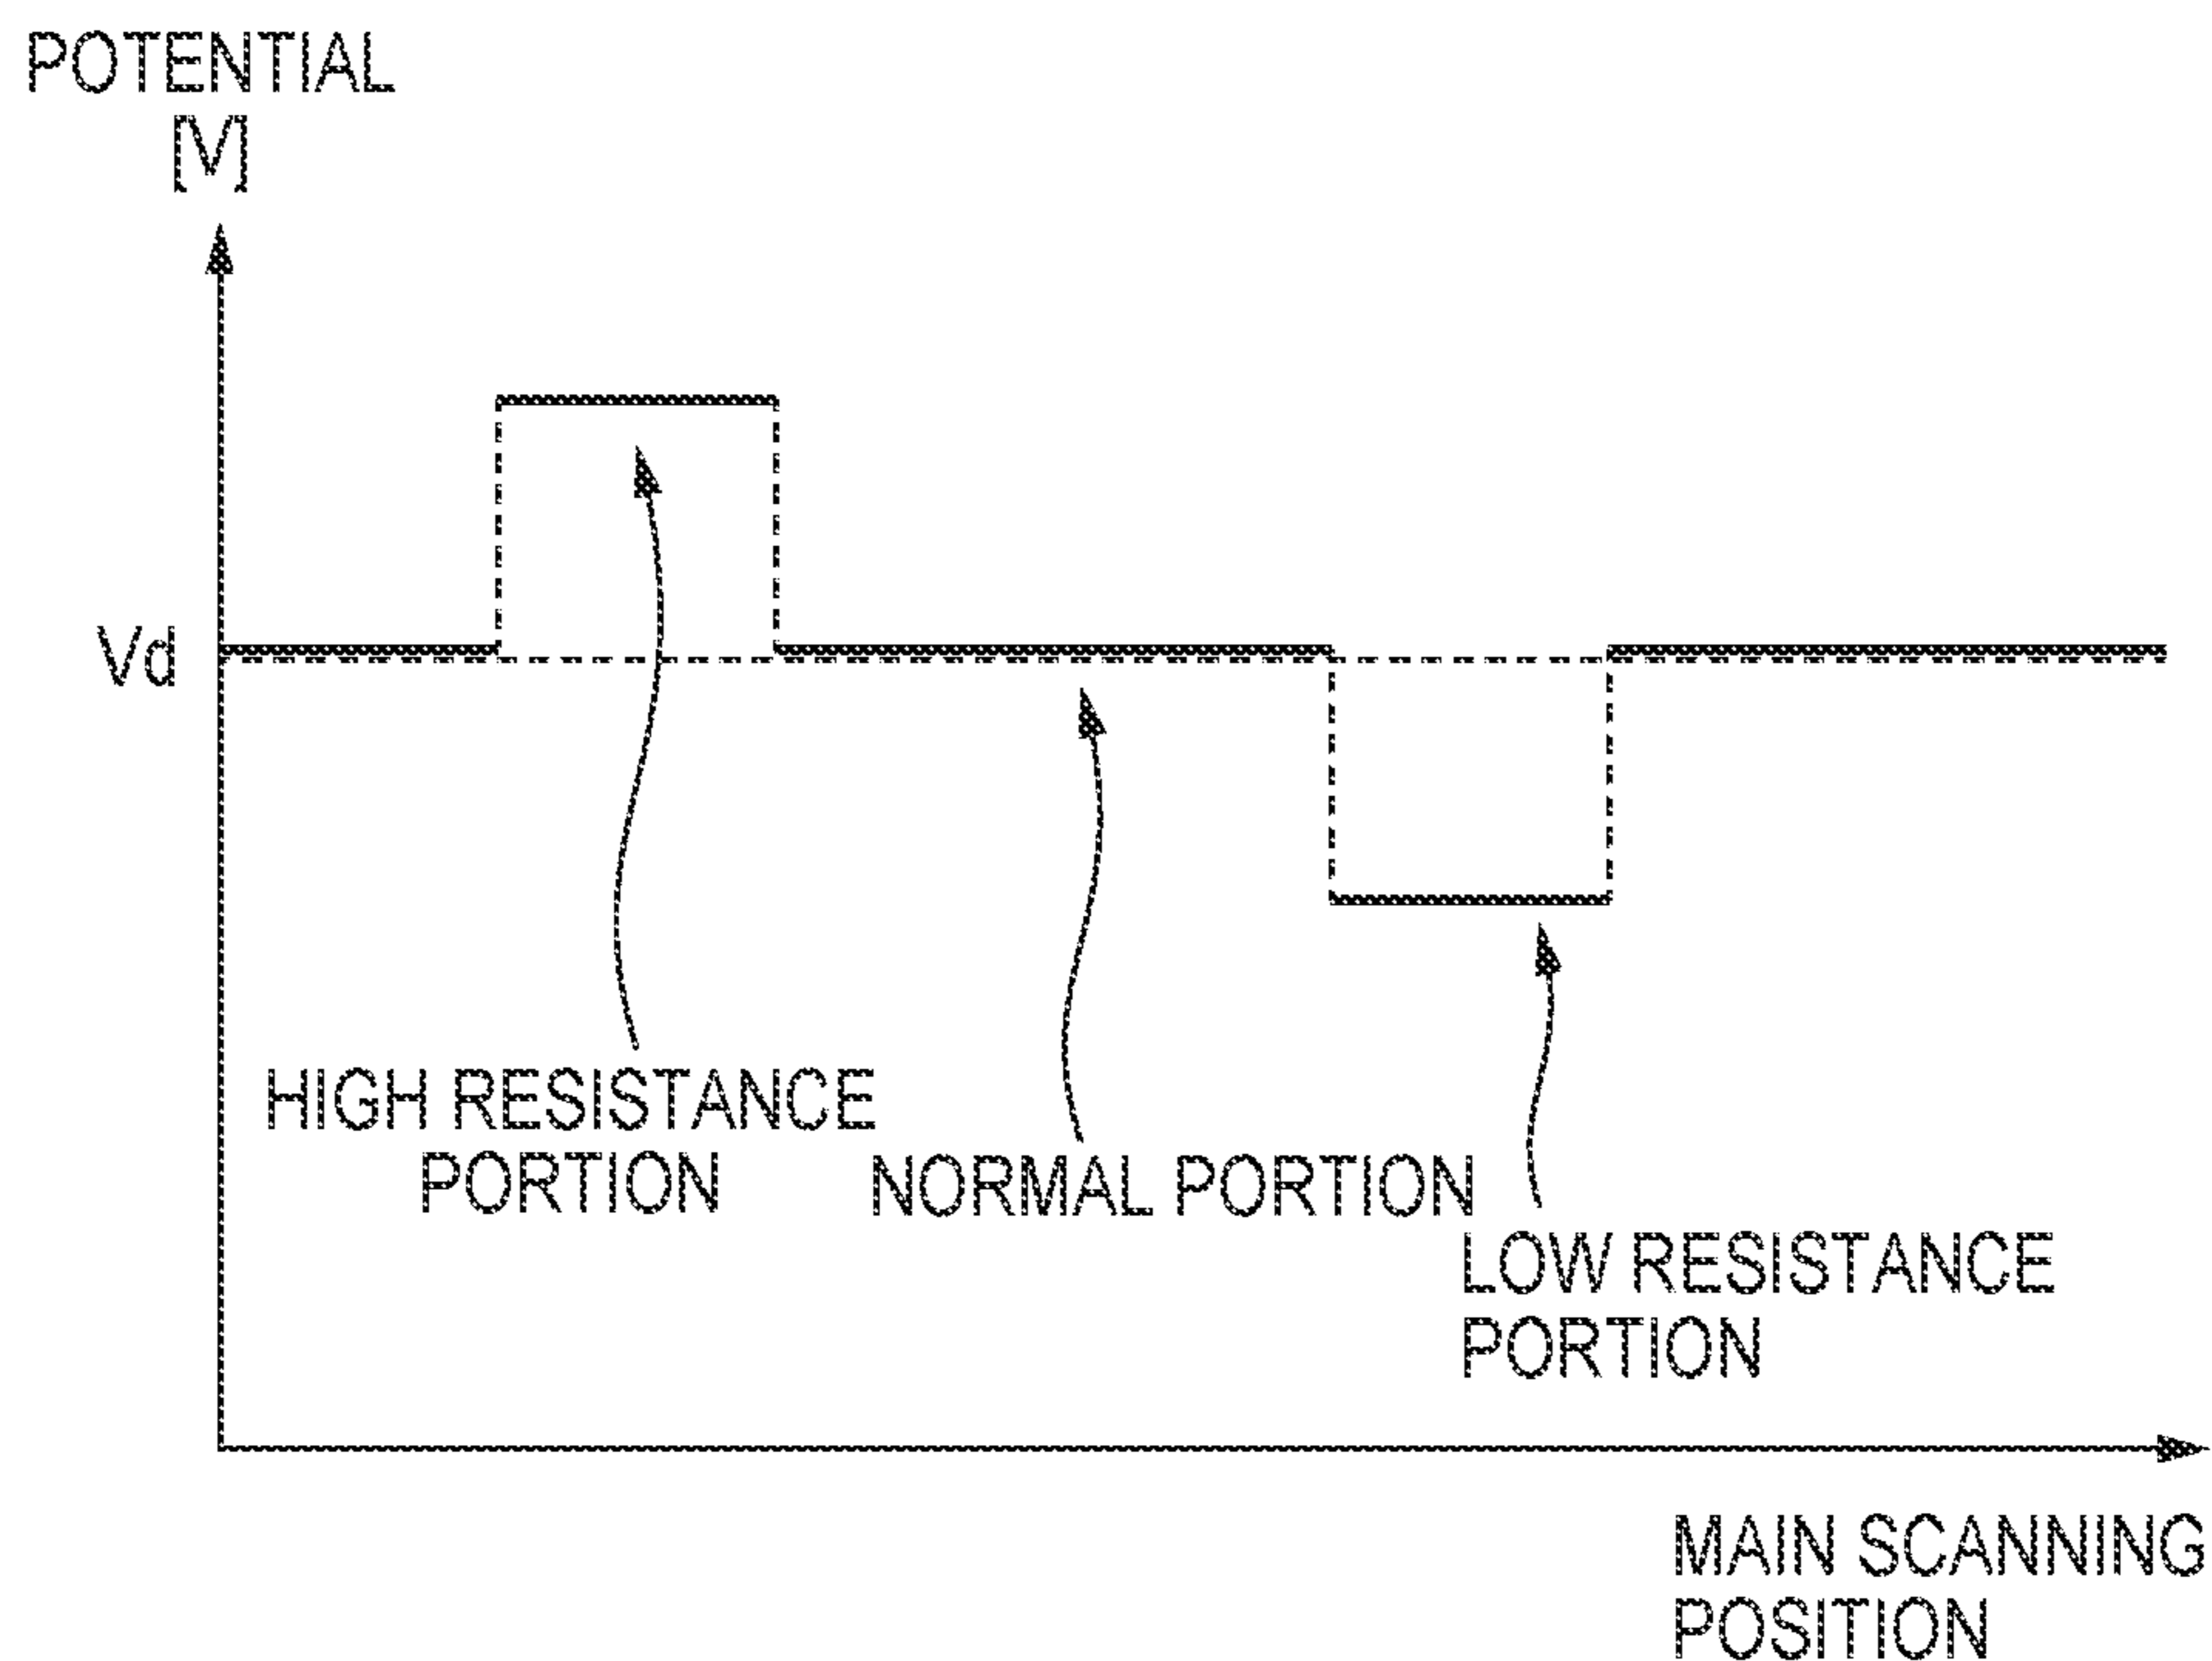 POTENTIAL
[V]
Vd
HIGH RESISTANCE
PORTION
NORMAL PORTION
LOW RESISTANCE
PORTION
MAIN SCANNING
POSITION